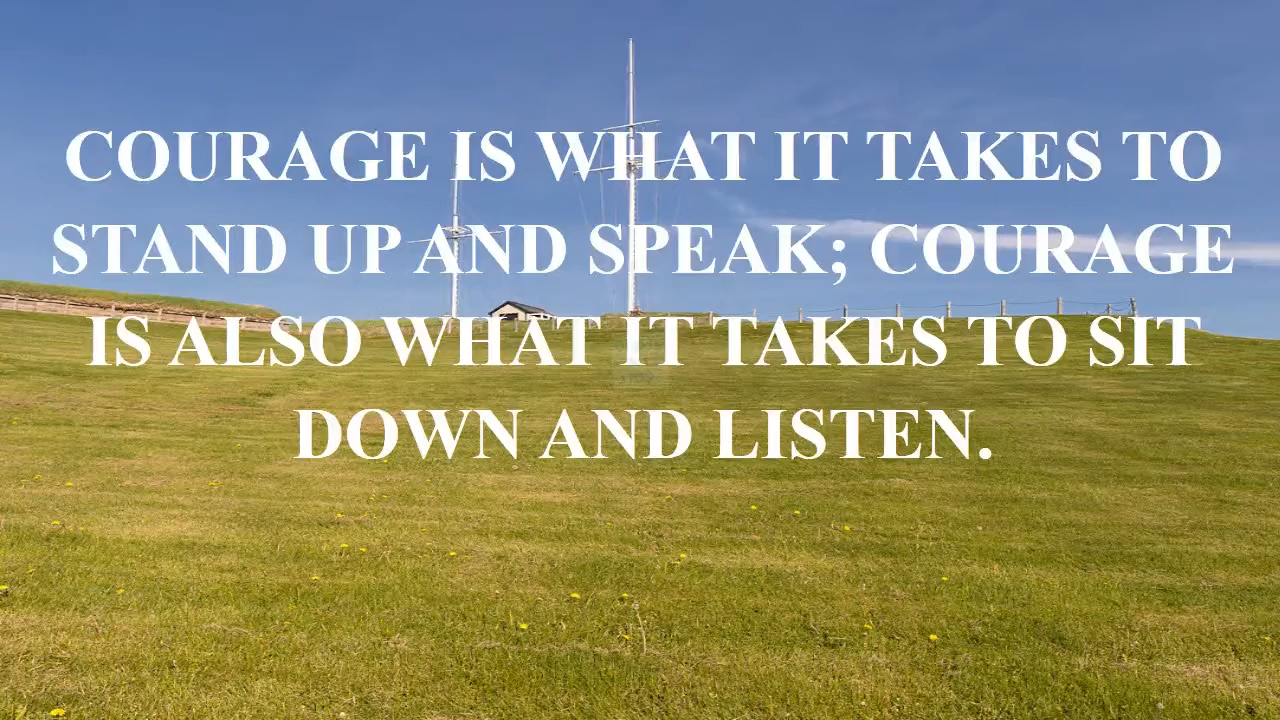 COURAGE IS WHAT IT TAKES TO
STAND UP AND SPEAK; COURAGE
IS ALSO WHAT IT TAKES TO SIT
DOWN AND LISTEN.